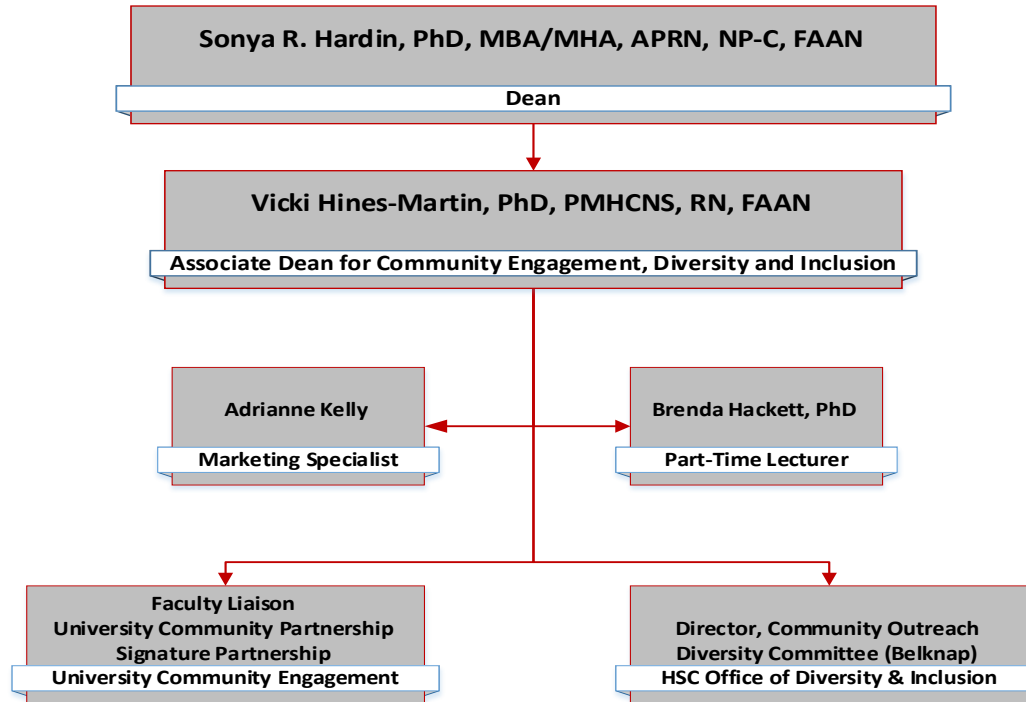 Sonya R. Hardin, PhD, MBA/MHA, APRN, NP-C, FAAN
Dean
Vicki Hines-Martin, PhD, PMHCNS, RN, FAAN
Associate Dean for Community Engagement, Diversity and Inclusion
Adrianne Kelly
Marketing Specialist
Brenda Hackett, PhD
Part-Time Lecturer
Faculty Liaison
University Community Partnership
Signature Partnership
University Community Engagement
Director, Community Outreach
Diversity Committee (Belknap)
HSC Office of Diversity & Inclusion